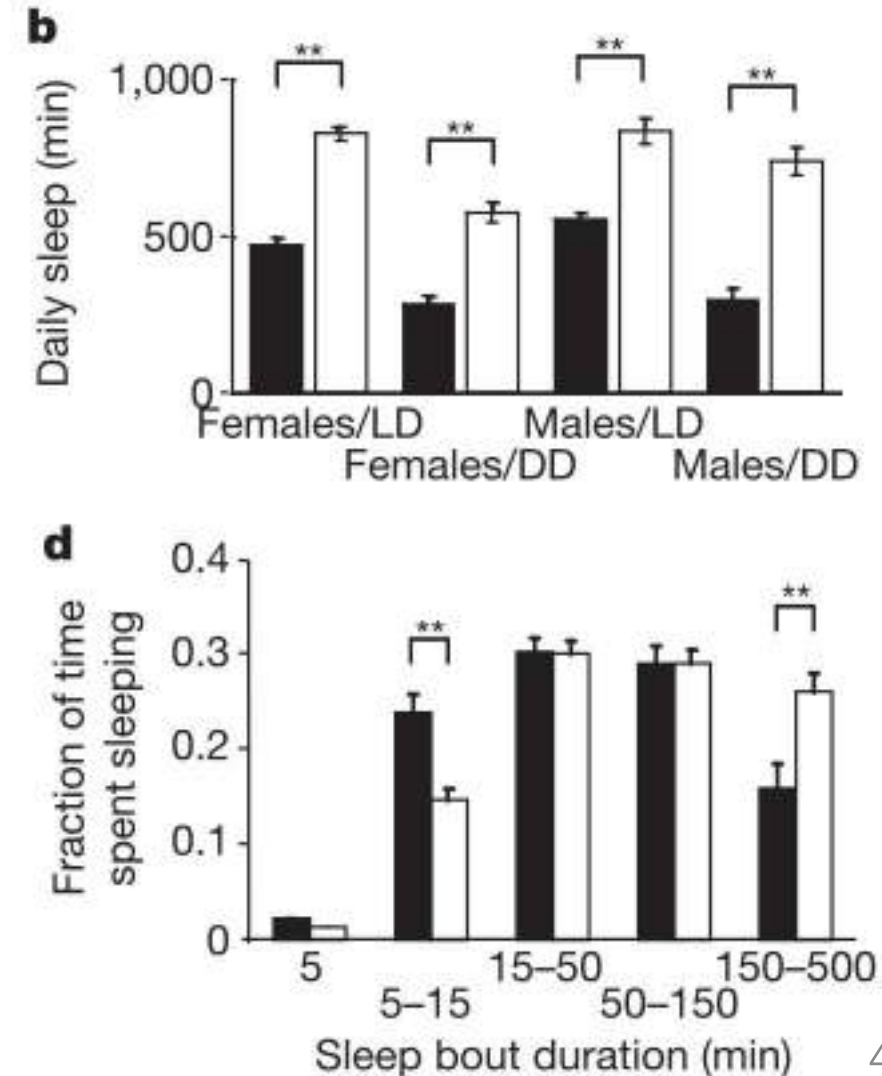 b
Daily sleep (min)
1,000
500
0
**
**
**
**
Females/LD
Females/DD
Males/LD
Males/DD
d
Fraction of time
spent sleeping
0.4
0.3
0.2
0.1
0
**
**
5
5–15
15–50
50–150
150–500
Sleep bout duration (min)